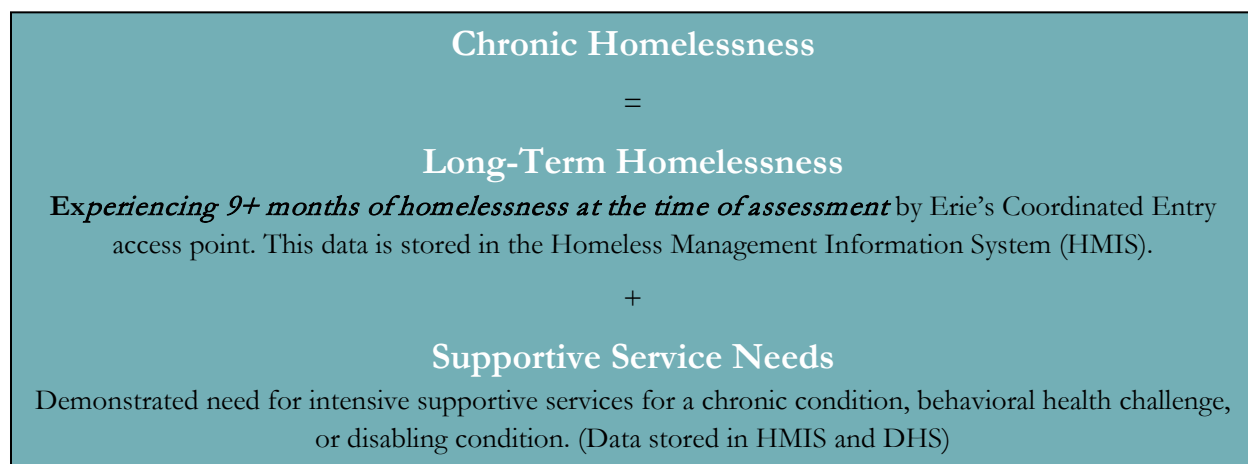 Chronic Homelessness
=
Long-Term Homelessness
Experiencing 9+ months of homelessness at the time of assessment by Erie's Coordinated Entry
access point. This data is stored in the Homeless Management Information System (HMIS).
+
Supportive Service Needs
Demonstrated need for intensive supportive services for a chronic condition, behavioral health challenge,
or disabling condition. (Data stored in HMIS and DHS)